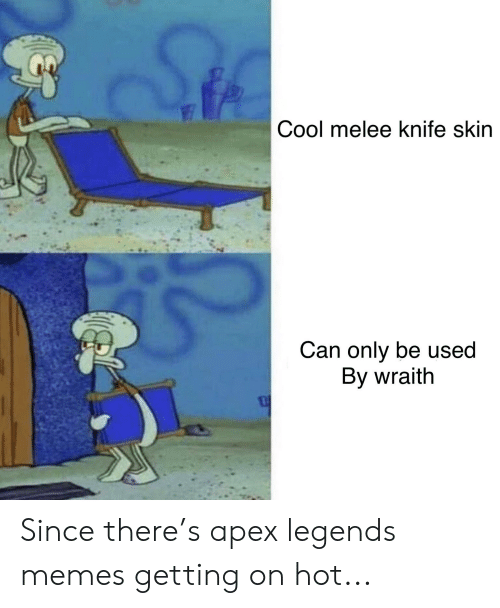 Cool melee knife skin
Can only be used
By wraith
Since there's apex legends
memes getting on hot...